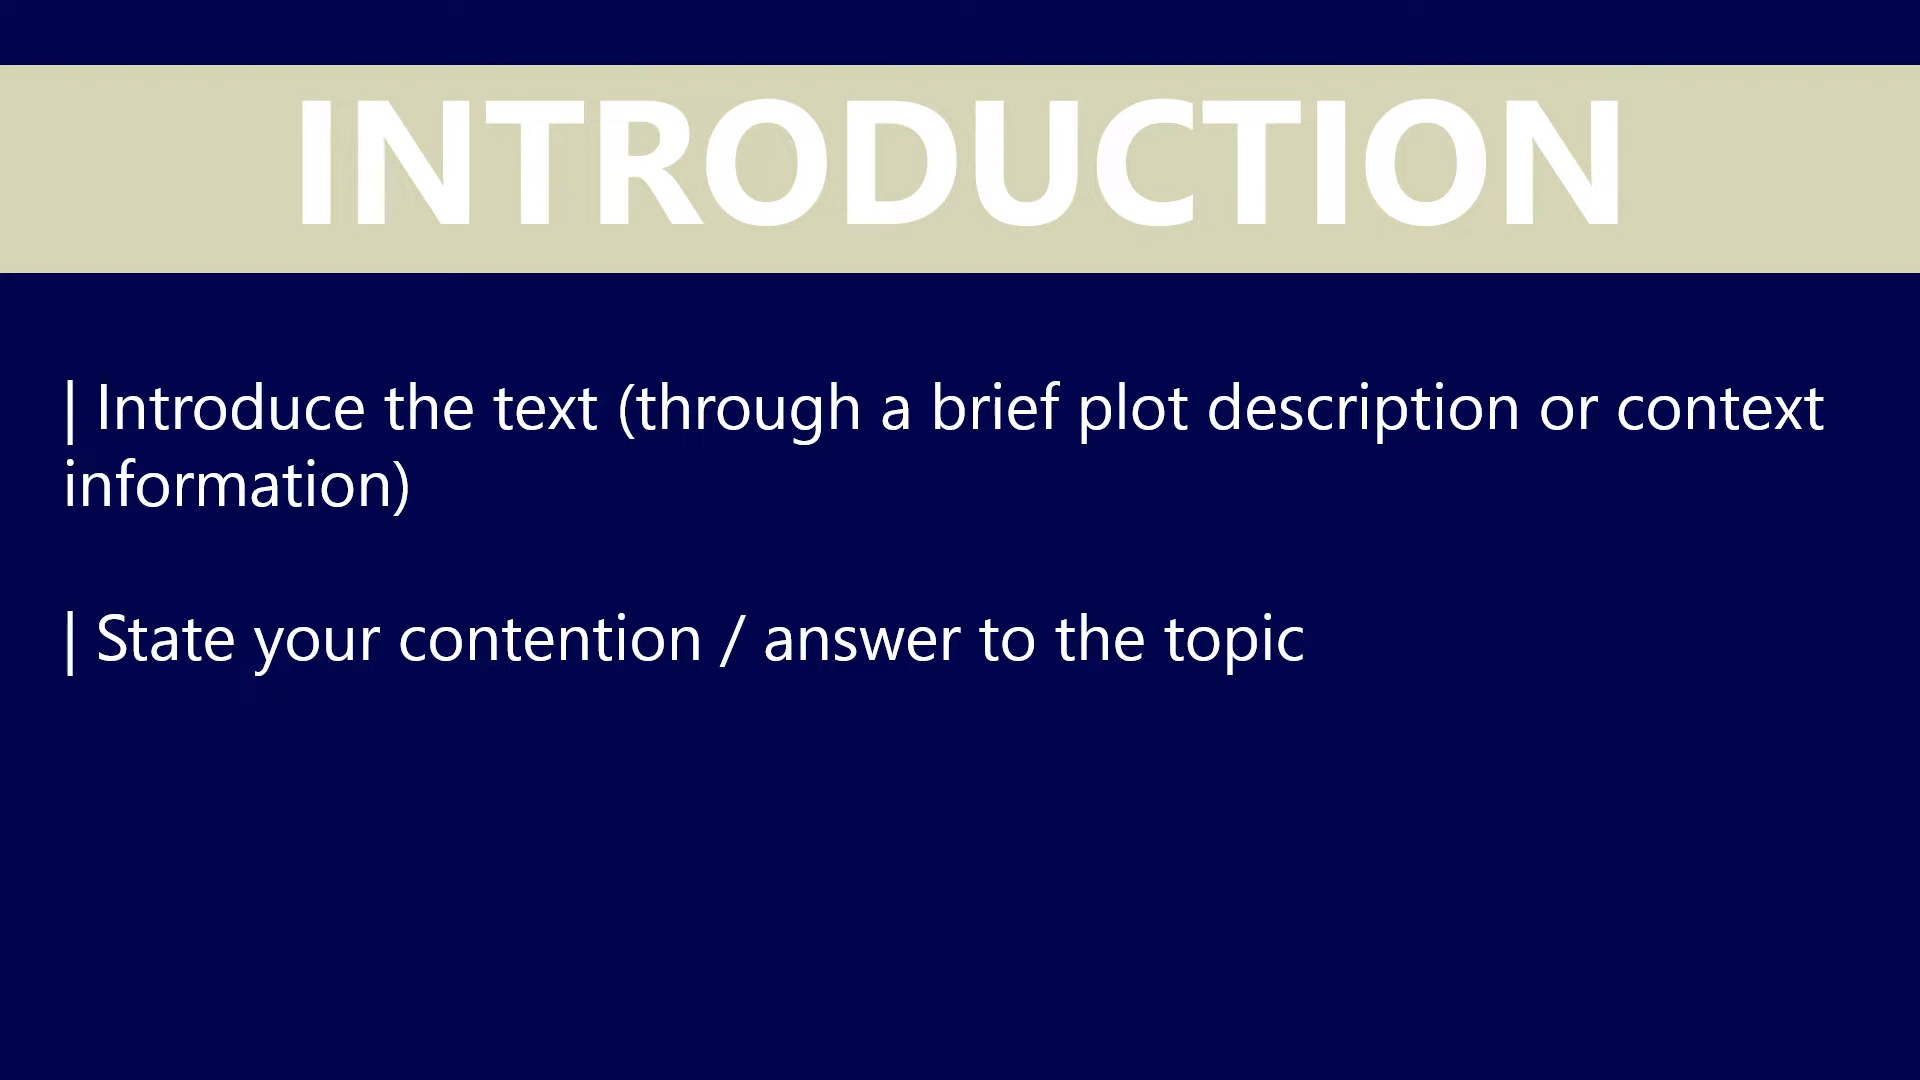 INTRODUCTION
| Introduce the text (through a brief plot description or context
information)
| State your contention / answer to the topic